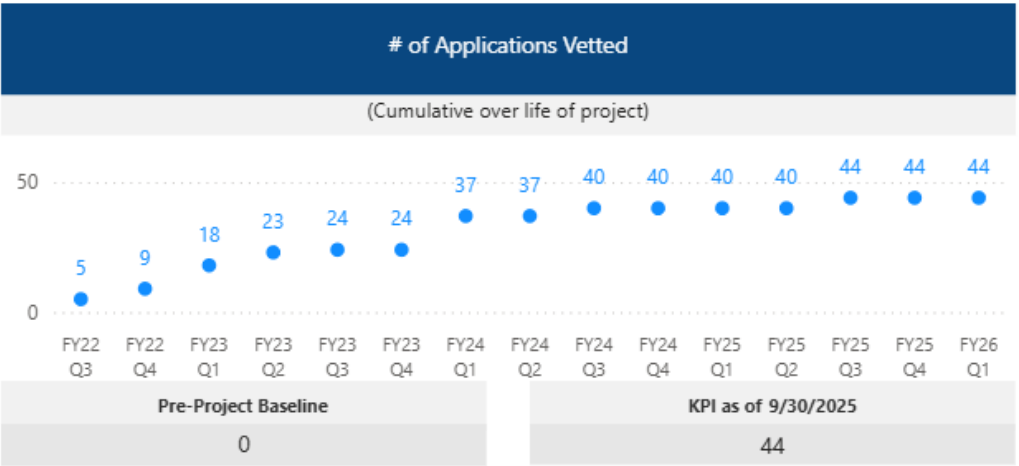 # of Applications Vetted
(Cumulative over life of project)
50
0
5 9 18 23 24 24 37 37 40 40 40 40 44 44 44
FY22 FY22 FY23 FY23 FY23 FY23 FY24 FY24 FY24 FY24 FY25 FY25 FY25 FY25 FY26
Q3 Q4 Q1 Q2 Q3 Q4 Q1 Q2 Q3 Q4 Q1 Q2 Q3 Q4 Q1
Pre-Project Baseline
0
KPI as of 9/30/2025
44